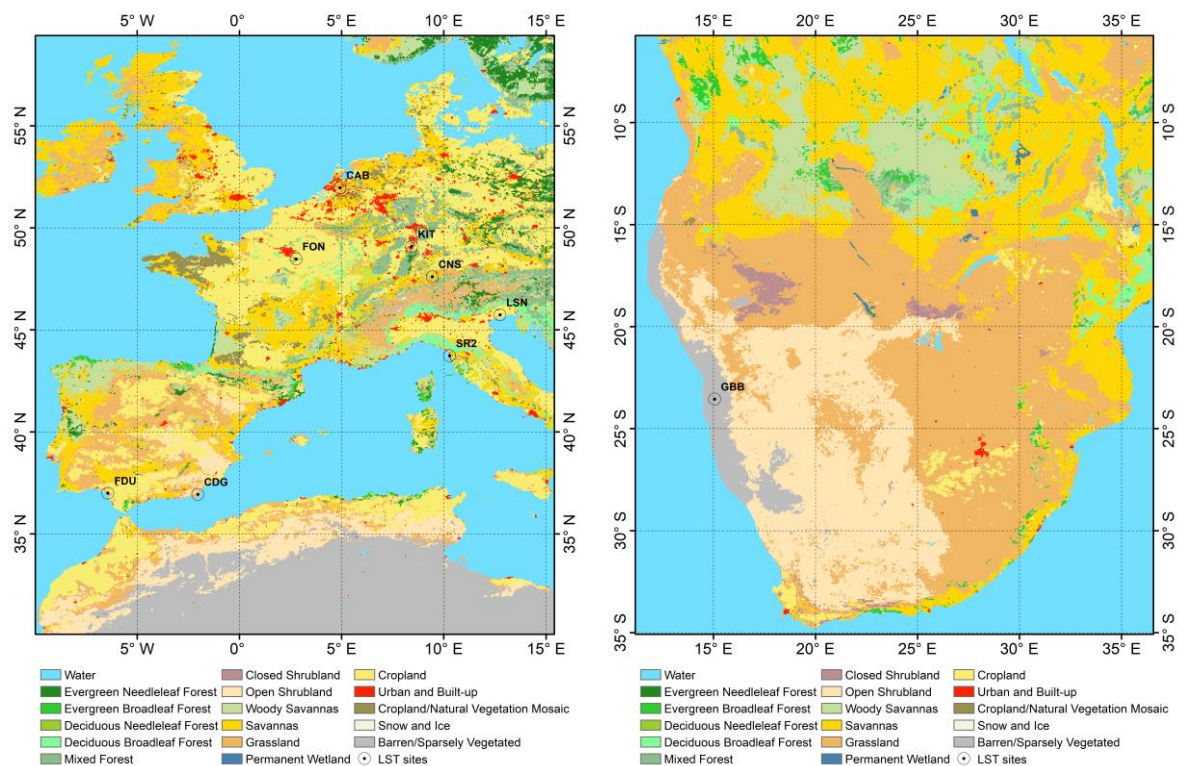 5° W 0° 5° E 10° E 15° E
15° E 20° E 25° E 30° E 35° E
55° N
50° N
45° N
40° N
35° N
CAB
FON
KIT
CNS
LSN
SR2
FDU
CDG
55° N
50° N
45° N
40° N
35° N
10° S
15° S
20° S
25° S
30° S
35° S
GBB
10° S
15° S
20° S
25° S
30° S
35° S
5° W 0° 5° E 10° E 15° E
15° E 20° E 25° E 30° E 35° E
Water
Evergreen Needleleaf Forest
Evergreen Broadleaf Forest
Deciduous Needleleaf Forest
Deciduous Broadleaf Forest
Mixed Forest
Closed Shrubland
Open Shrubland
Woody Savannas
Savannas
Grassland
Permanent Wetland
Cropland
Urban and Built-up
Cropland/Natural Vegetation Mosaic
Snow and Ice
Barren/Sparsely Vegetated
LST sites
Water
Evergreen Needleleaf Forest
Evergreen Broadleaf Forest
Deciduous Needleleaf Forest
Deciduous Broadleaf Forest
Mixed Forest
Closed Shrubland
Open Shrubland
Woody Savannas
Savannas
Grassland
Permanent Wetland
Cropland
Urban and Built-up
Cropland/Natural Vegetation Mosaic
Snow and Ice
Barren/Sparsely Vegetated
LST sites